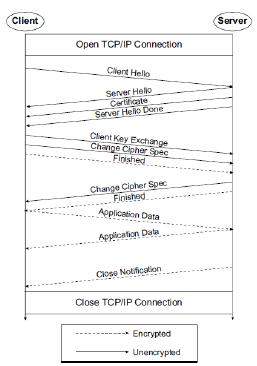 Client
Server
Open TCP/IP Connection
Client Hello
Server Hello
Certificate
Server Hello Done
Client Key Exchange
Change Cipher Spec
Finished
Change Cipher Spec
Finished
Application Data
Application Data
Close Notification
Close TCP/IP Connection
Encrypted
Unencrypted